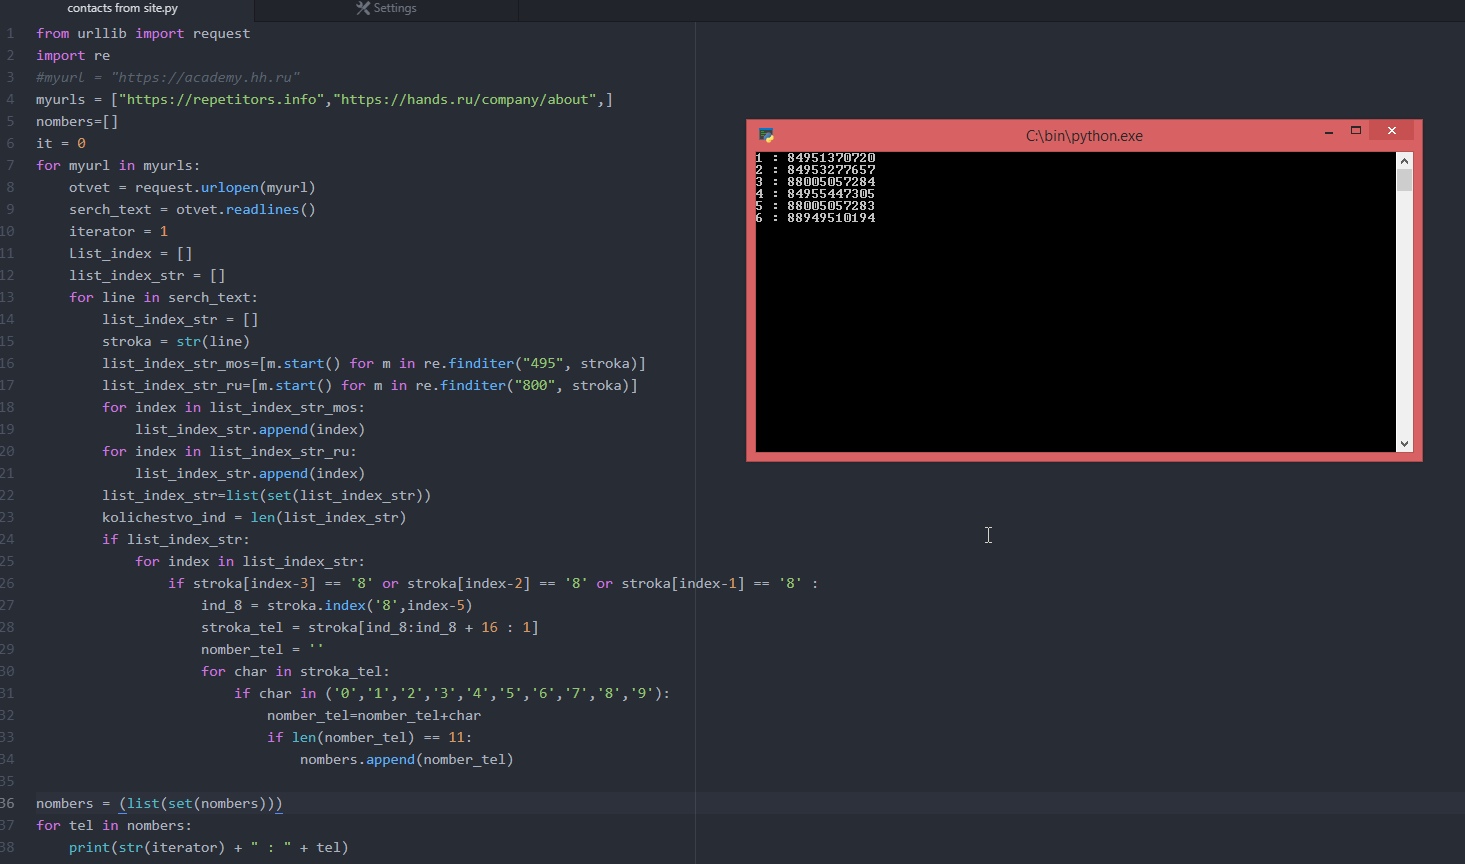 contacts from site.py
Settings
1 from urllib import request
2 import re
3 #myurl = "https://academy.hh.ru"
4 myurls = ["https://repetitors.info","https://hands.ru/company/about",]
5 nombers=[]
6 it = 0
7 for myurl in myurls:
8 otvet = request.urlopen(myurl)
9 serch_text = otvet.readlines()
10 iterator = 1
11 List_index = []
12 list_index_str = []
13 for line in serch_text:
14 list_index_str = []
15 stroka = str(line)
16 list_index_str_mos=[m.start() for m in re.finditer("495", stroka)]
17 list_index_str_ru=[m.start() for m in re.finditer("800", stroka)]
18 for index in list_index_str_mos:
19 list_index_str.append(index)
20 for index in list_index_str_ru:
21 list_index_str.append(index)
22 list_index_str=list(set(list_index_str))
23 kolichestvo_ind = len(list_index_str)
24 if list_index_str:
25 for index in list_index_str:
26 if stroka[index-3] == '8' or stroka[index-2] == '8' or stroka[index-1] == '8' :
27 ind_8 = stroka.index('8',index-5)
28 stroka_tel = stroka[ind_8:ind_8 + 16 : 1]
29 nomber_tel = ''
30 for char in stroka_tel:
31 if char in ('0','1','2','3','4','5','6','7','8','9'):
32 nomber_tel=nomber_tel+char
33 if len(nomber_tel) == 11:
34 nombers.append(nomber_tel)
35
36 nombers = (list(set(nombers)))
37 for tel in nombers:
38 print(str(iterator) + " : " + tel)
C:\bin\python.exe
1 : 84951370720
2 : 84953277657
3 : 88005057284
4 : 84955447305
5 : 88005057283
6 : 88949510194